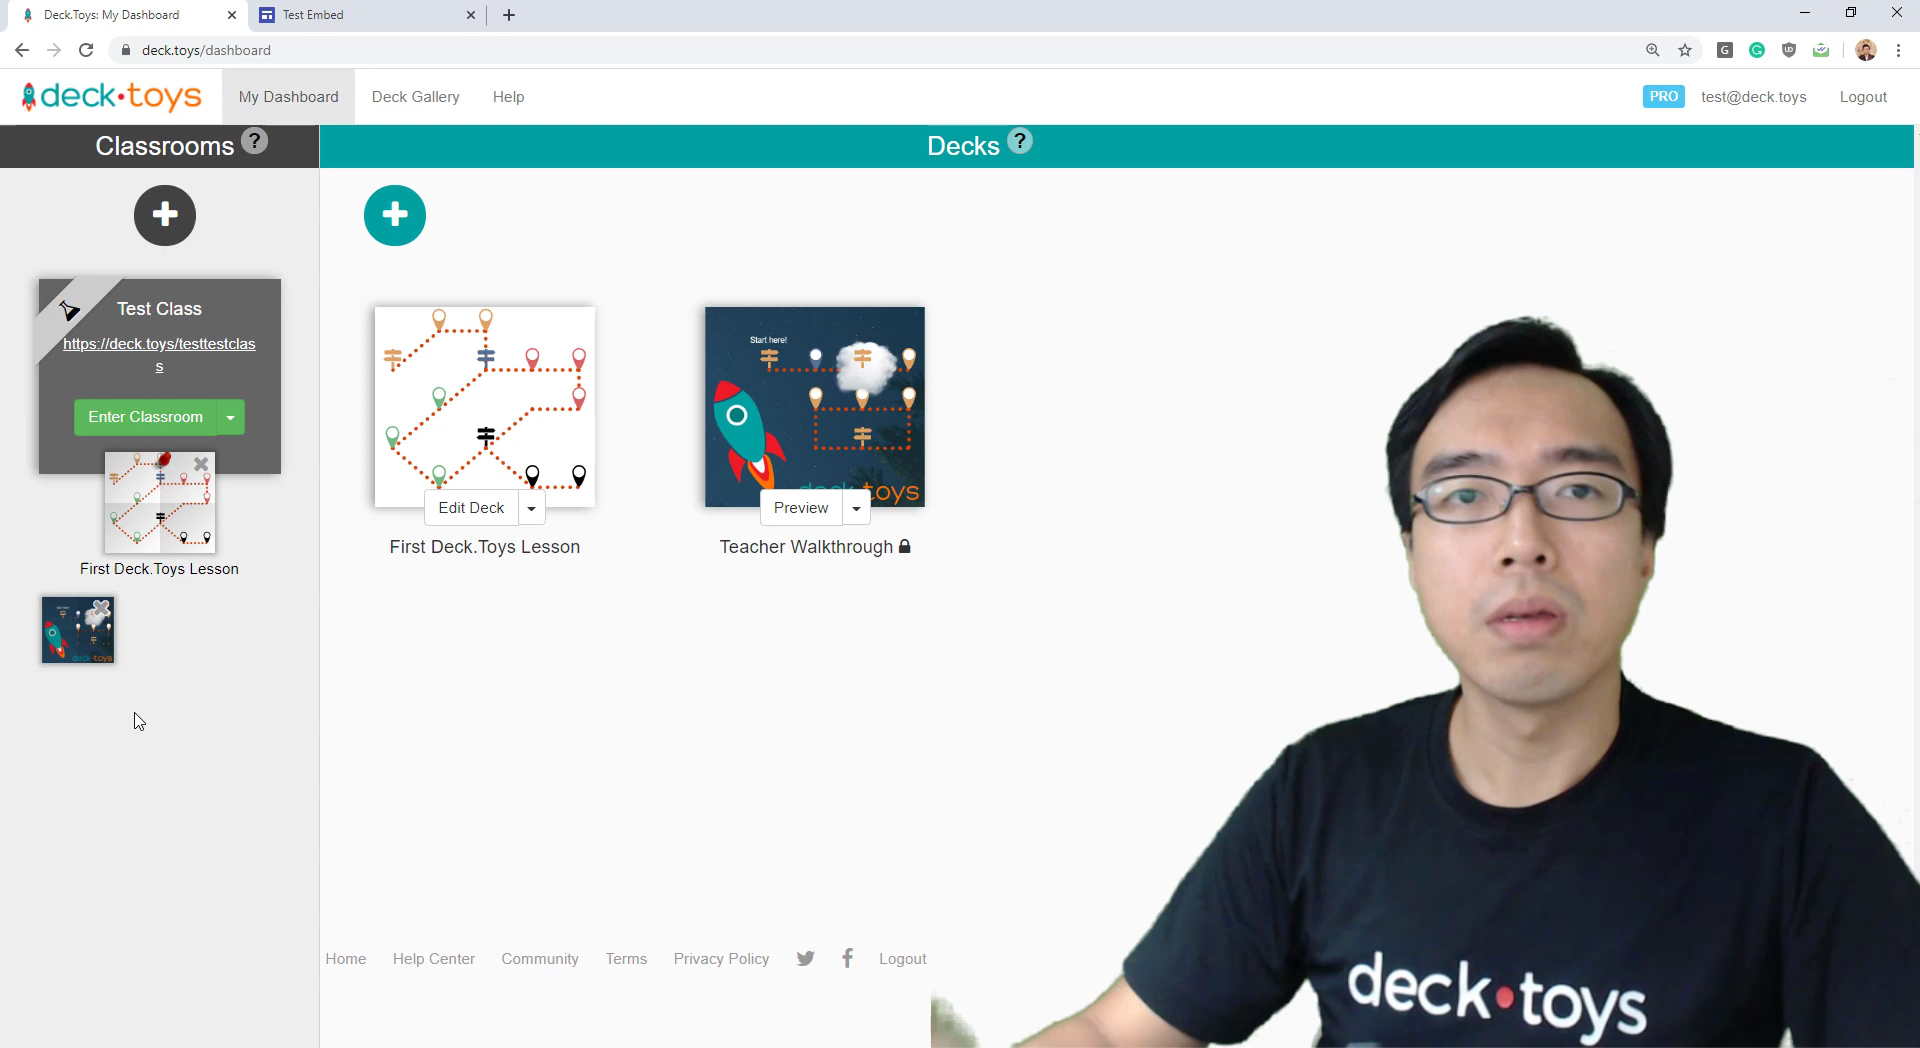 Deck.Toys: My Dashboard
Test Embed
deck.toys/dashboard
deck•toys
My Dashboard
Deck Gallery
Help
PRO
test@deck.toys
Logout
Classrooms ?
Decks ?
Test Class
https://deck.toys/testtestclas
s
Enter Classroom
First Deck.Toys Lesson
Start here!
deck toys
Edit Deck
Preview
First Deck.Toys Lesson
Teacher Walkthrough
Home
Help Center
Community
Terms
Privacy Policy
Logout
deck•toys